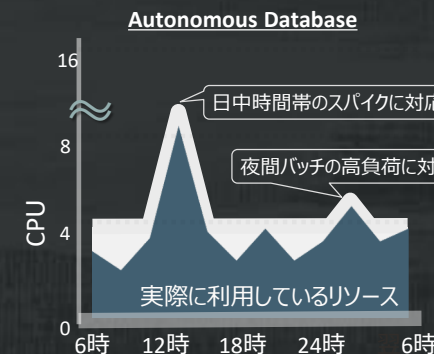 Autonomous Database
16
日中時間帯のスパイクに対応
8
夜間バッチの高負荷に対
CPU
4
実際に利用しているリソース
0
6時 12時 18時 24時 6時